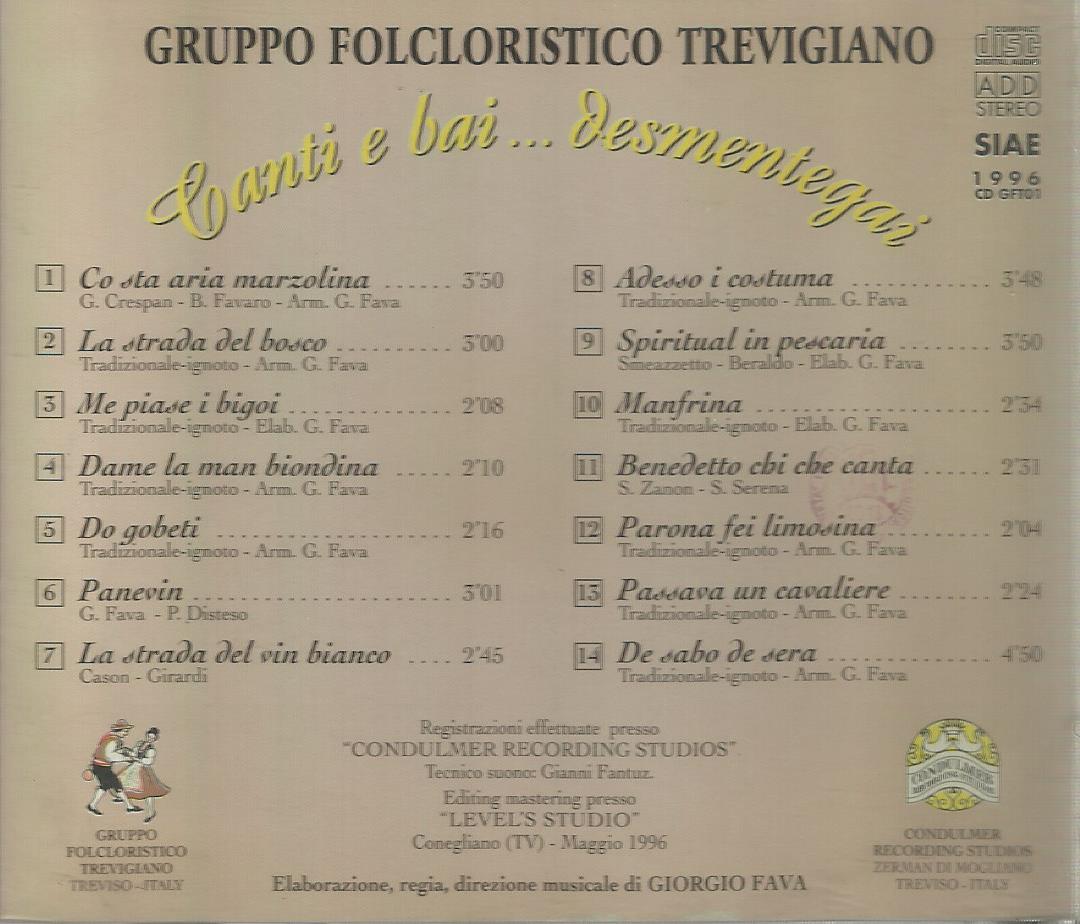 GRUPPO FOLCLORISTICO TREVIGIANO
COMPACT
disc
DIGITAL AUDIO
ADD
STEREO
SIAE
1996
CD GFT01
Canti e bai... desmentegai
1 Co sta aria marzolina ...... 3'50
G. Crespan - B. Favaro - Arm. G. Fava
2 La strada del bosco .......... 3'00
Tradizionale-ignoto - Arm. G. Fava
3 Me piase i bigoi .............. 2'08
Tradizionale-ignoto - Elab. G. Fava
4 Dame la man biondina ..... 2'10
Tradizionale-ignoto - Arm. G. Fava
5 Do gobeti .................... 2'16
Tradizionale-ignoto - Arm. G. Fava
6 Panevin ...................... 3'01
G. Fava - P. Disteso
7 La strada del vin bianco .... 2'45
Cason - Girardi
8 Adesso i costuma ............ 3'48
Tradizionale-ignoto - Arm. G. Fava
9 Spiritual in pescaria ........ 3'50
Smeazzetto - Beraldo - Elab. G. Fava
10 Manfrina .................... 2'34
Tradizionale-ignoto - Elab. G. Fava
11 Benedetto chi che canta ...... 2'31
S. Zanon - S. Serena
12 Parona fei limosina ......... 2'04
Tradizionale-ignoto - Arm. G. Fava
13 Passava un cavaliere ........ 2'24
Tradizionale-ignoto - Arm. G. Fava
14 De sabo de sera .............. 4'50
Tradizionale-ignoto - Arm. G. Fava
Registrazioni effettuate presso
"CONDULMER RECORDING STUDIOS".
Tecnico suono: Gianni Fantuz.
Editing mastering presso
"LEVEL'S STUDIO"
Conegliano (TV) - Maggio 1996
GRUPPO
FOLCLORISTICO
TREVIGIANO
TREVISO - ITALY
CONDULMER
RECORDING STUDIOS
CONDULMER
RECORDING STUDIOS
ZERMAN DI MOGLIANO
TREVISO - ITALY
Elaborazione, regia, direzione musicale di GIORGIO FAVA